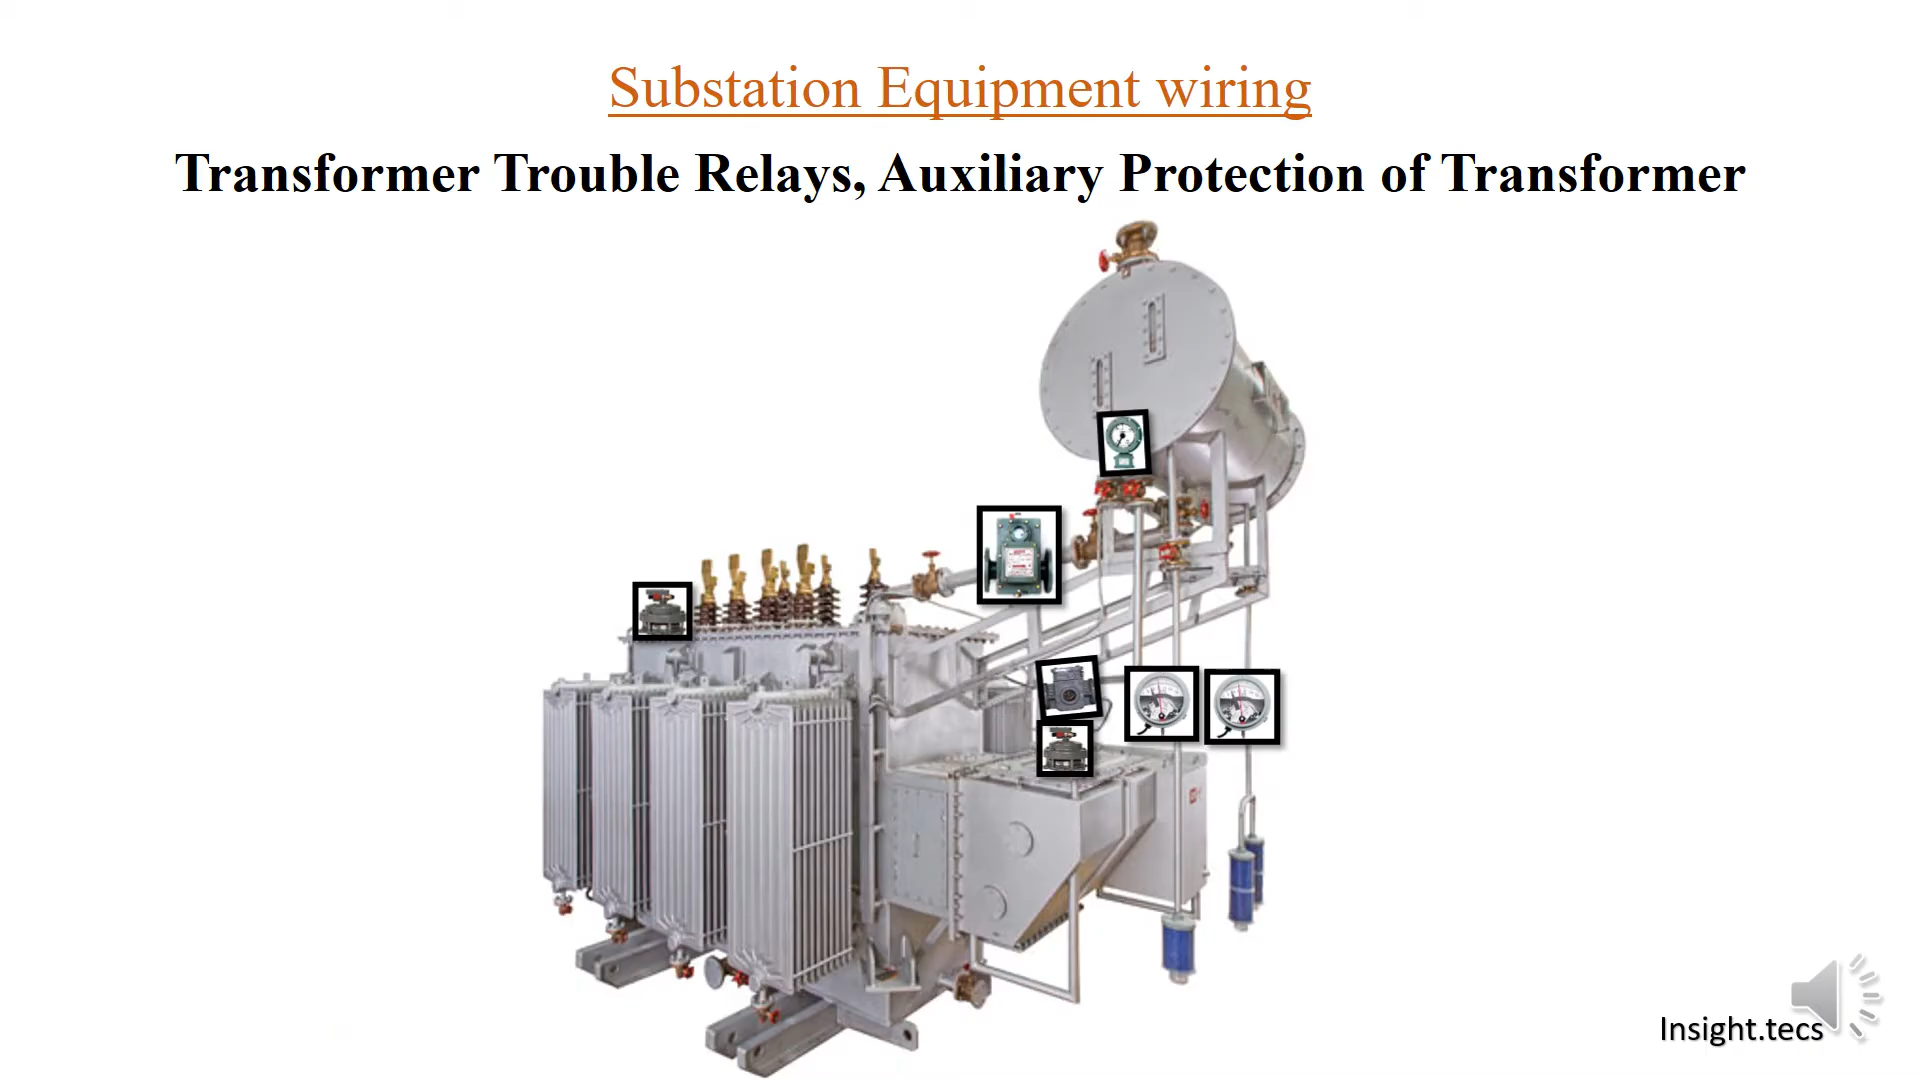 Substation Equipment wiring
Transformer Trouble Relays, Auxiliary Protection of Transformer
Insight.tecs